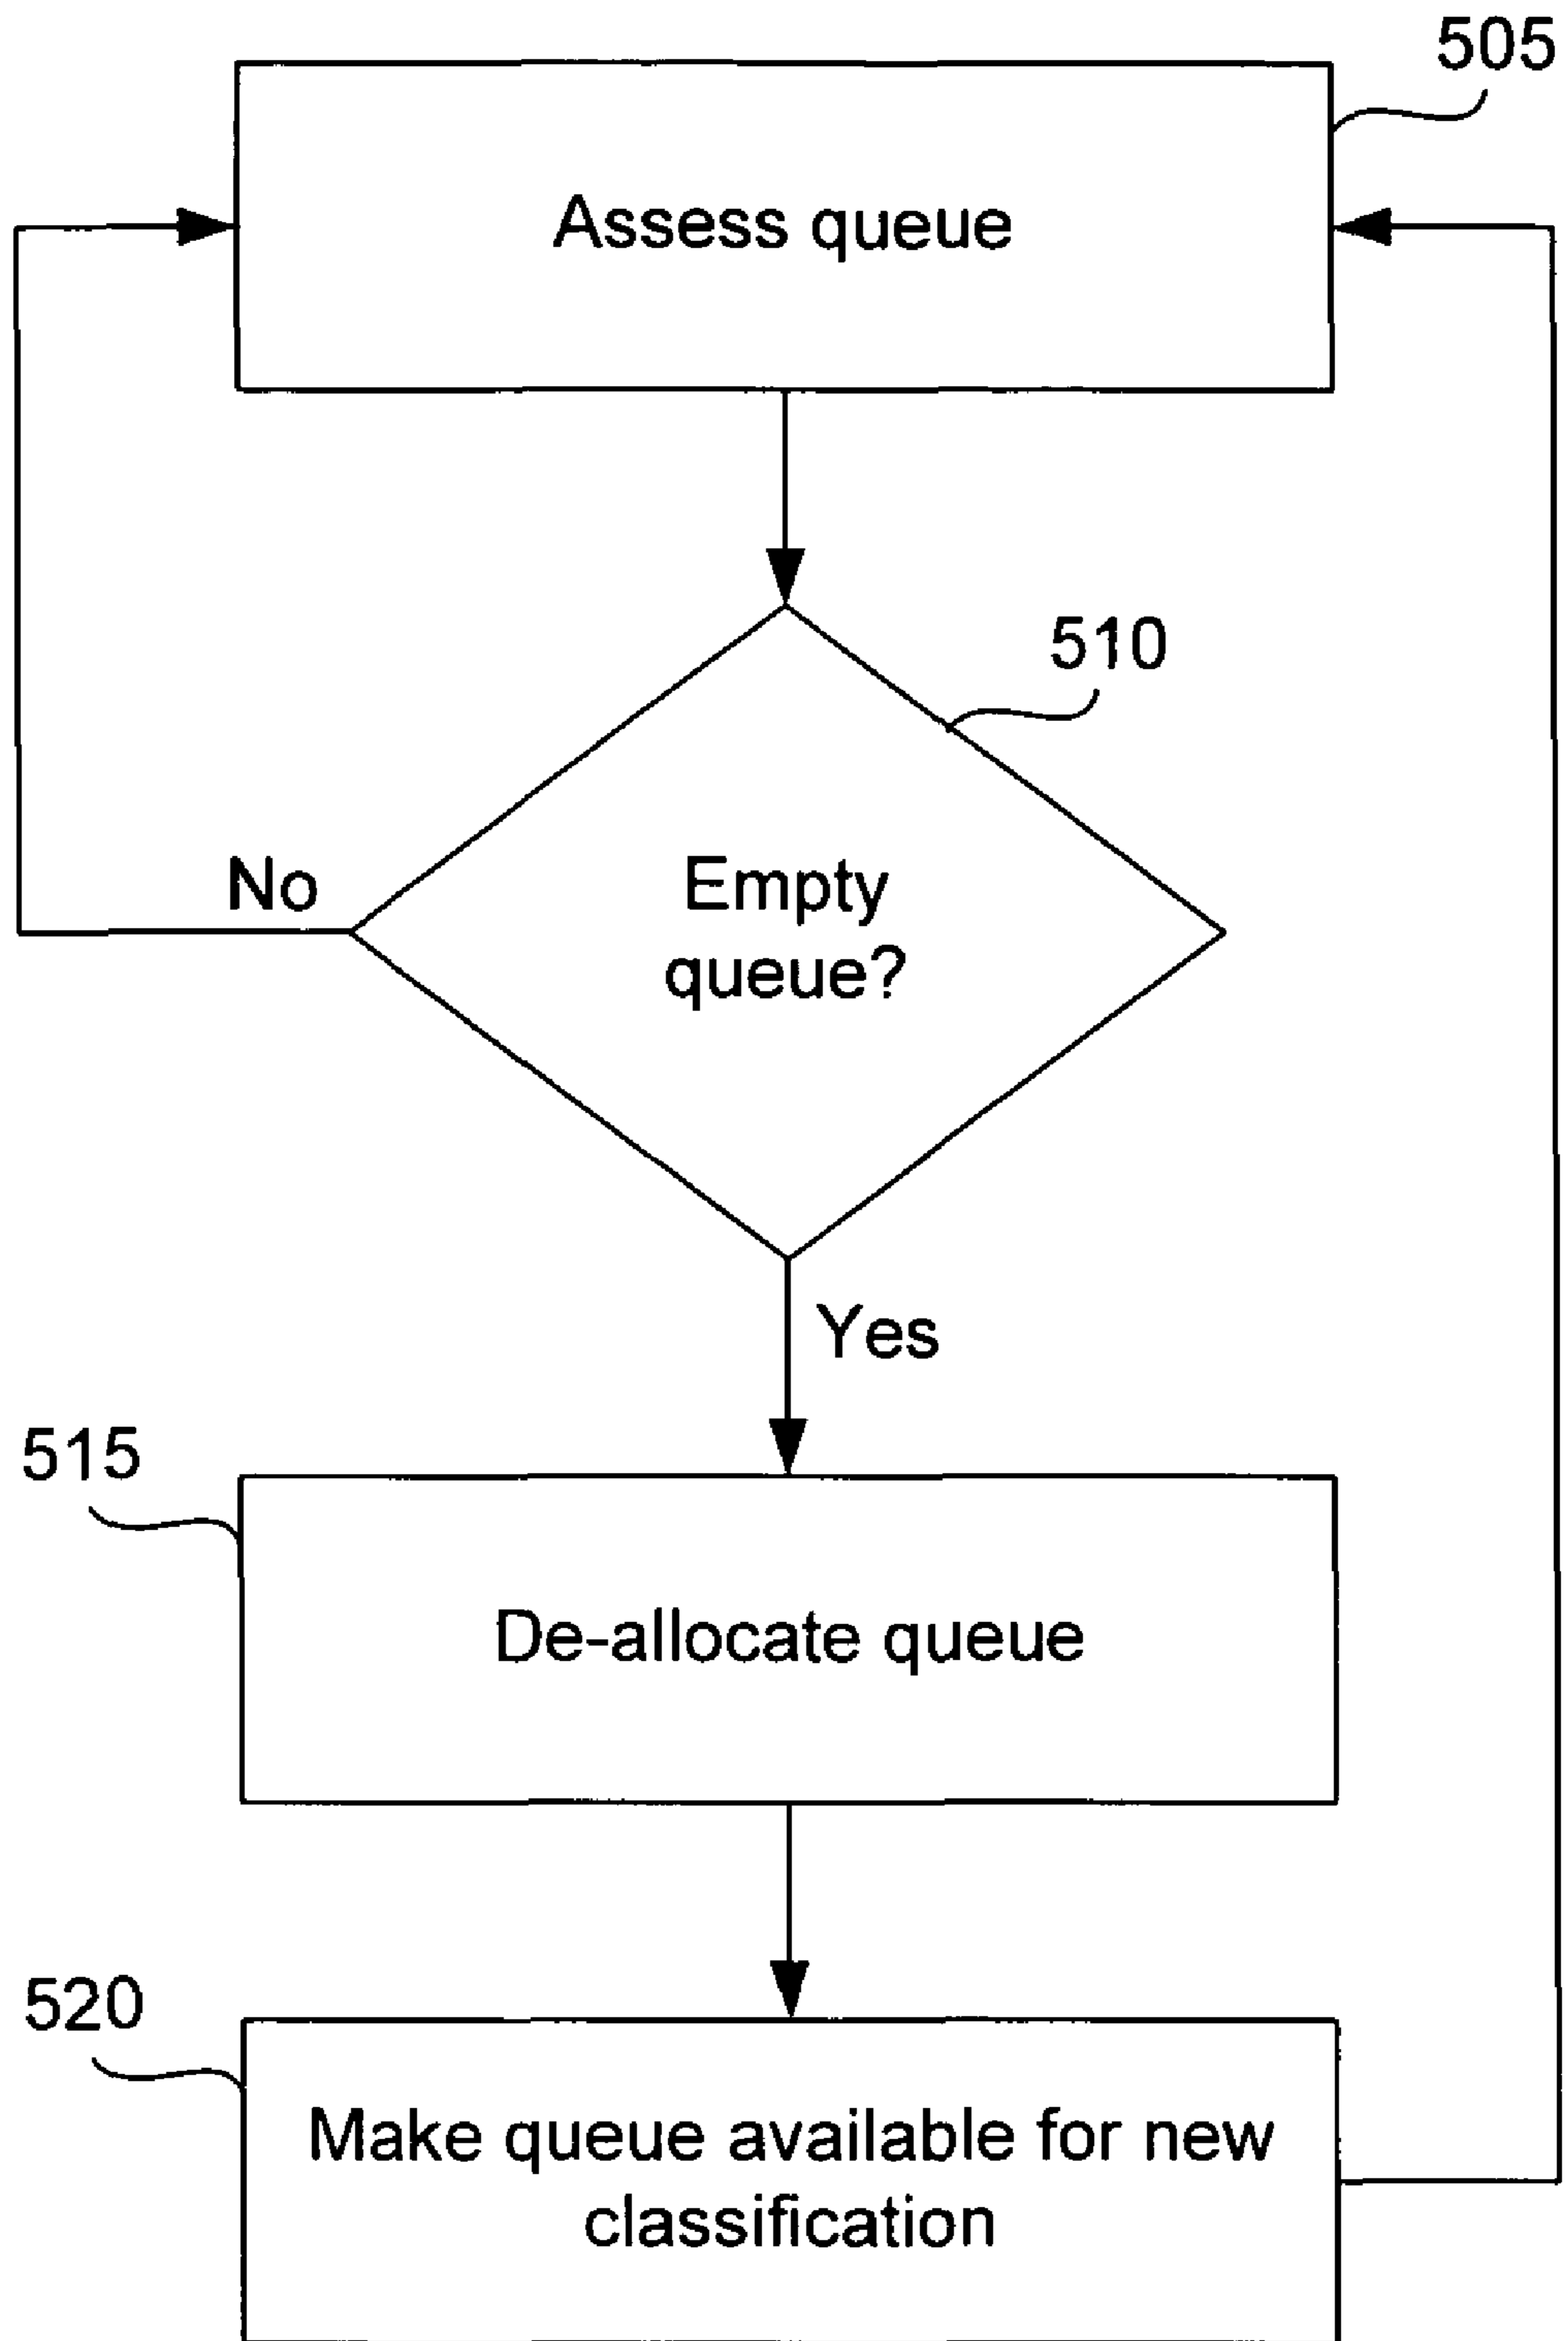 505
Assess queue
510
No
Empty
queue?
Yes
515
De-allocate queue
520
Make queue available for new
classification